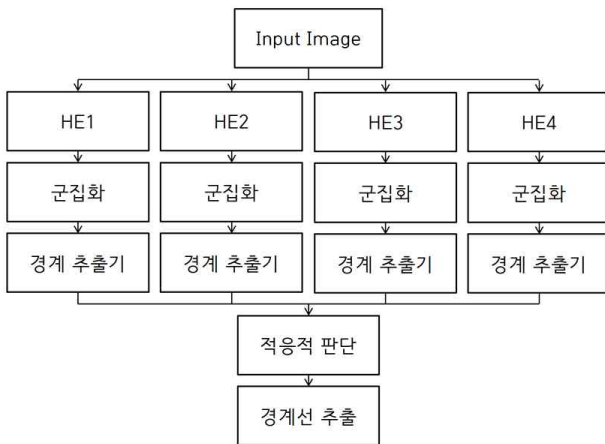 Input Image
HE1 HE2 HE3 HE4
군집화 군집화 군집화 군집화
경계 추출기 경계 추출기 경계 추출기 경계 추출기
적응적 판단
경계선 추출